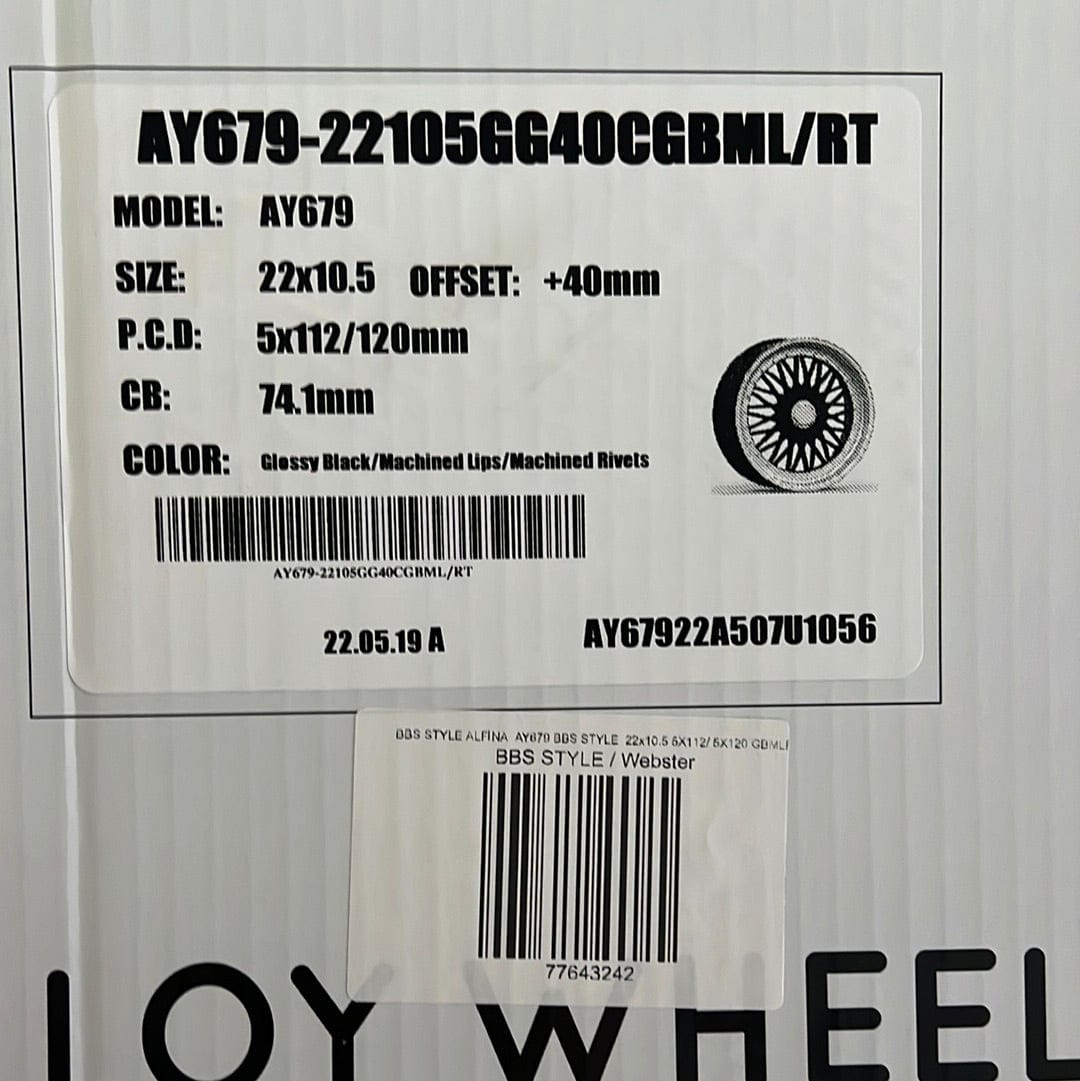 AY679-22105GG40CGBML/RT
MODEL: AY679
SIZE: 22x10.5 OFFSET: +40mm
P.C.D: 5x112/120mm
CB: 74.1mm
COLOR: Glossy Black/Machined Lips/Machined Rivets
AY679-22105GG40CGBML/RT
22.05.19 A AY67922A507U1056
BBS STYLE ALFINA AY679 BBS STYLE 22x10.5 5X112/ 5X120 GBMLR
BBS STYLE / Webster
77643242
JOY WHEEL